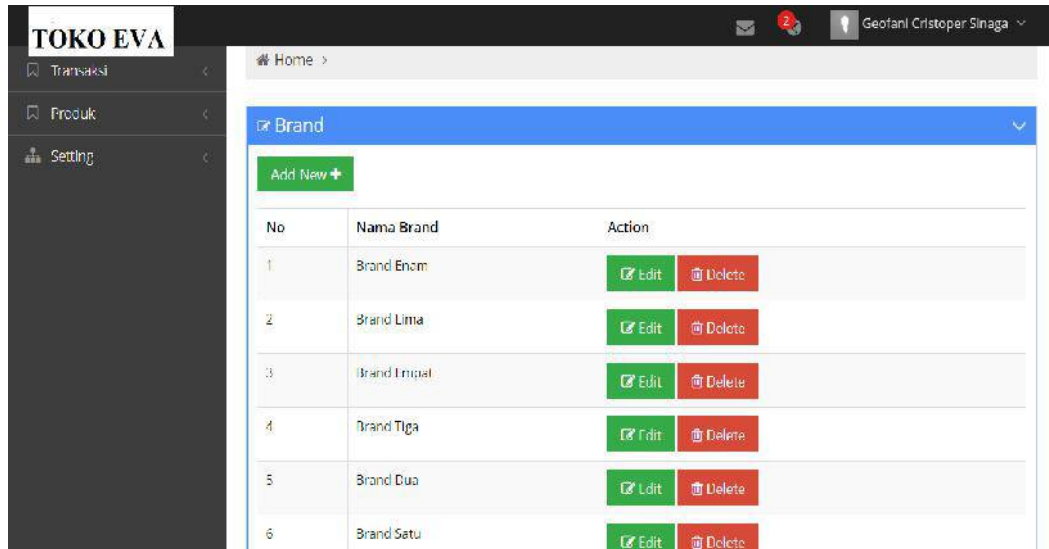 TOKO EVA
2
Geofani Cristoper Sinaga
Transaksi
Produk
Setting
Home >
Brand
Add New +
No Nama Brand Action
1 Brand Enam Edit Delete
2 Brand Lima Edit Delete
3 Brand Empat Edit Delete
4 Brand Tiga Edit Delete
5 Brand Dua Edit Delete
6 Brand Satu Edit Delete